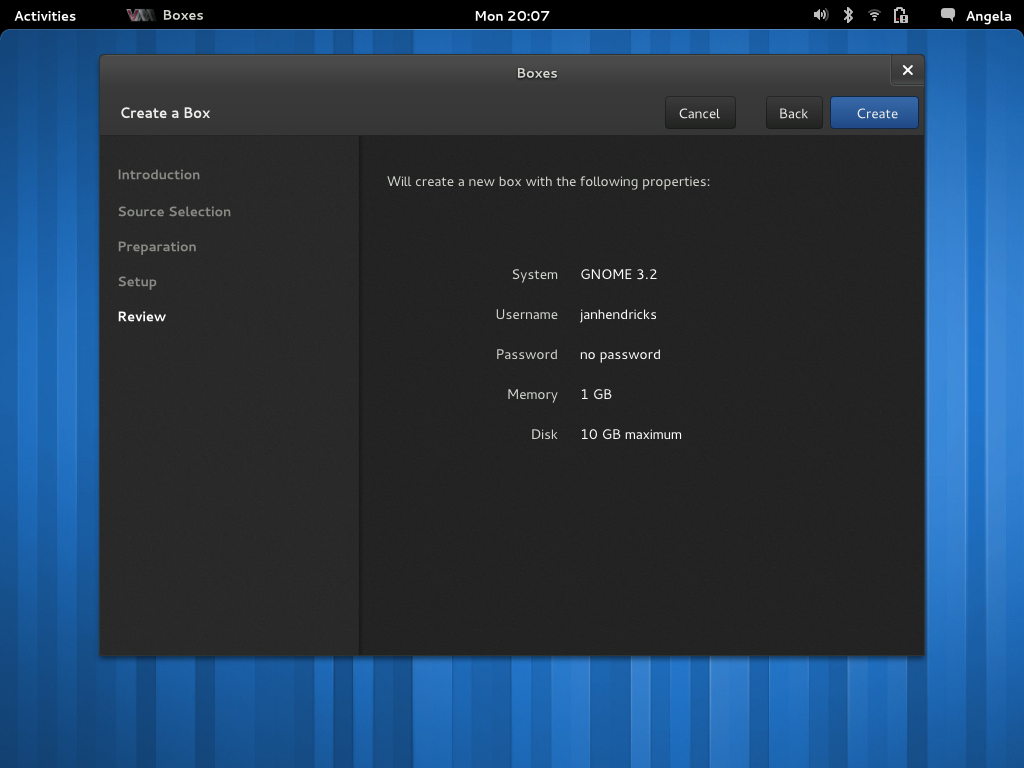 Activities Boxes Mon 20:07 Angela
Boxes
Create a Box Cancel Back Create
Introduction
Source Selection
Preparation
Setup
Review
Will create a new box with the following properties:
System GNOME 3.2
Username janhendricks
Password no password
Memory 1 GB
Disk 10 GB maximum